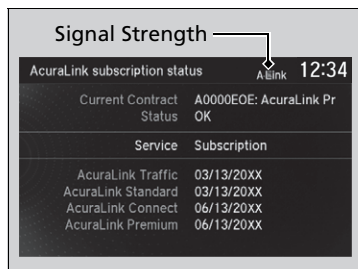 Signal Strength
AcuraLink subscription status A-Link 12:34
Current Contract A0000EOE: AcuraLink Pr
Status OK
Service Subscription
AcuraLink Traffic 03/13/20XX
AcuraLink Standard 03/13/20XX
AcuraLink Connect 06/13/20XX
AcuraLink Premium 06/13/20XX